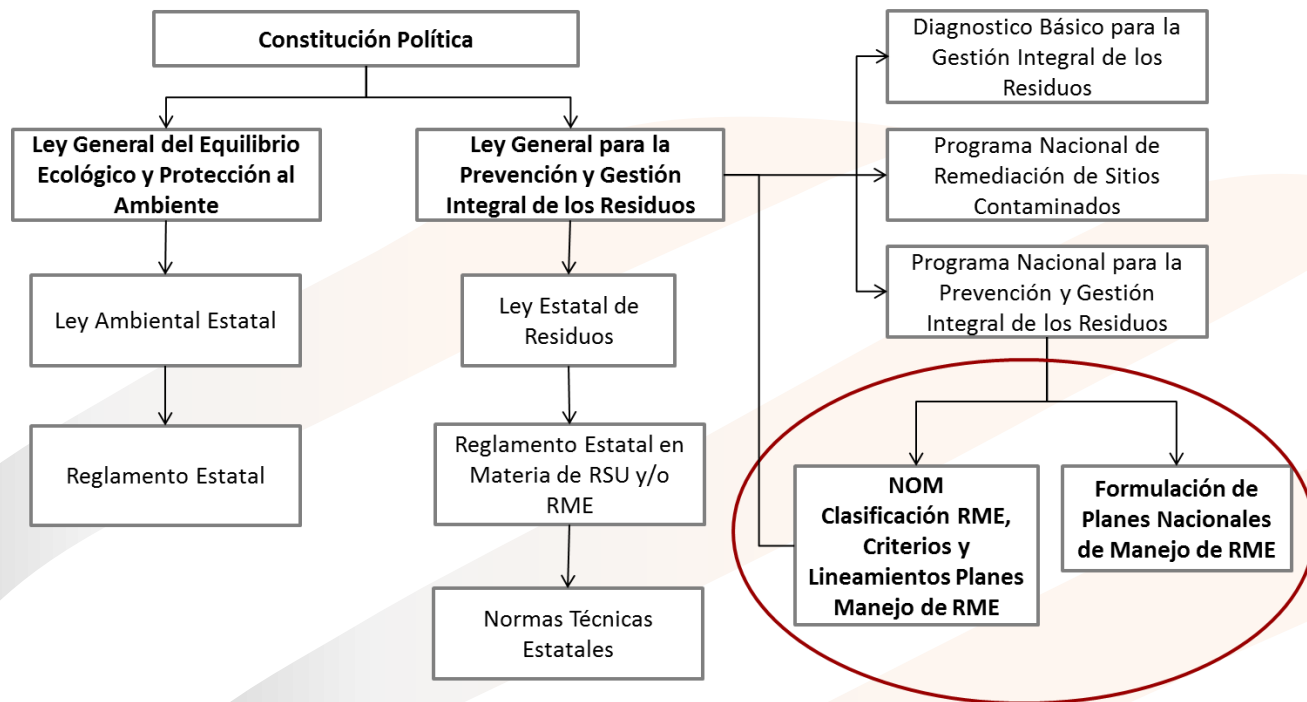 Constitución Política
Ley General del Equilibrio
Ecológico y Protección al
Ambiente
Ley Ambiental Estatal
Reglamento Estatal
Ley General para la
Prevención y Gestión
Integral de los Residuos
Ley Estatal de
Residuos
Reglamento Estatal en
Materia de RSU y/o
RME
Normas Técnicas
Estatales
Diagnostico Básico para la
Gestión Integral de los
Residuos
Programa Nacional de
Remediación de Sitios
Contaminados
Programa Nacional para la
Prevención y Gestión
Integral de los Residuos
NOM
Clasificación RME,
Criterios y
Lineamientos Planes
Manejo de RME
Formulación de
Planes Nacionales
de Manejo de RME